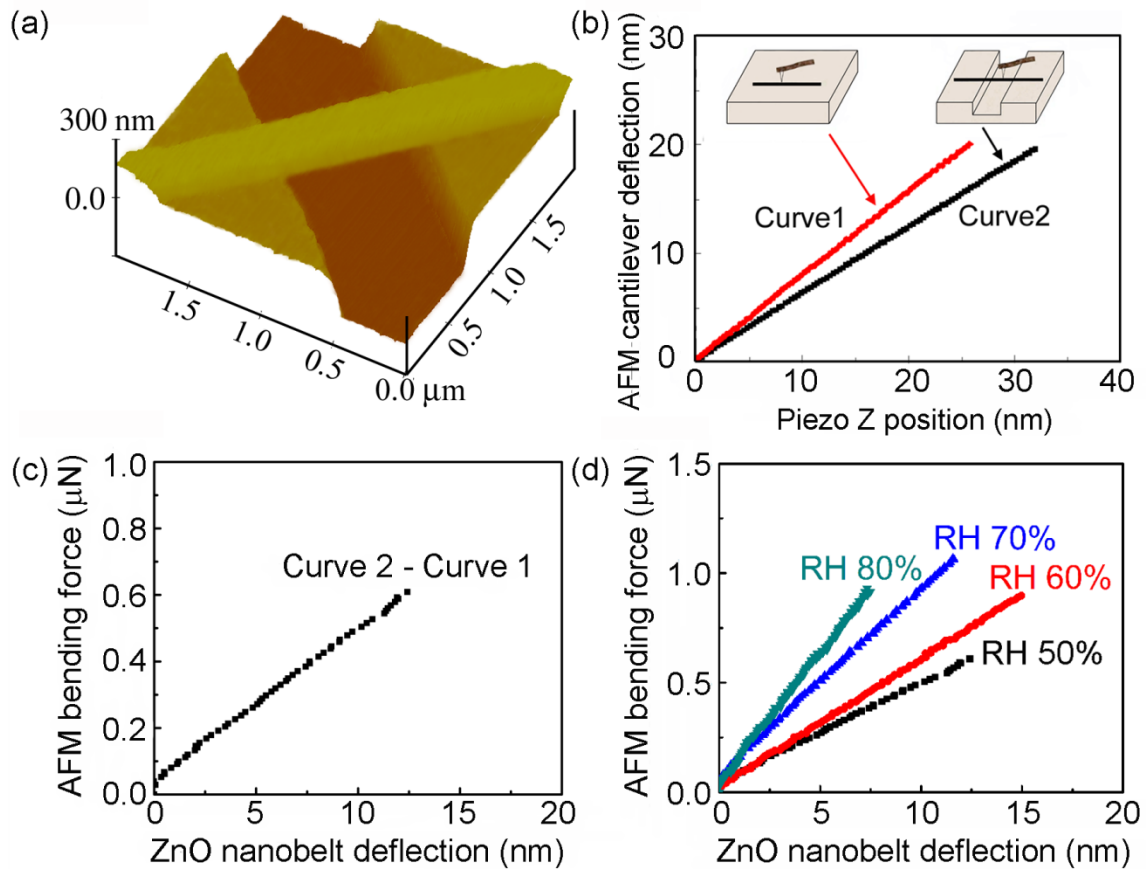 (a)
300 nm
0.0
1.5
1.0
0.5
0.0 μm
0.5
1.0
1.5
(b)
AFM cantilever deflection (nm)
30
20
10
0
Curve1
Curve2
0 10 20 30 40
Piezo Z position (nm)
(c)
AFM bending force (μN)
1.0
0.8
0.6
0.4
0.2
0.0
Curve 2 - Curve 1
0 5 10 15 20
ZnO nanobelt deflection (nm)
(d)
AFM bending force (μN)
1.5
1.0
0.5
0.0
RH 80%
RH 70%
RH 60%
RH 50%
0 5 10 15 20
ZnO nanobelt deflection (nm)